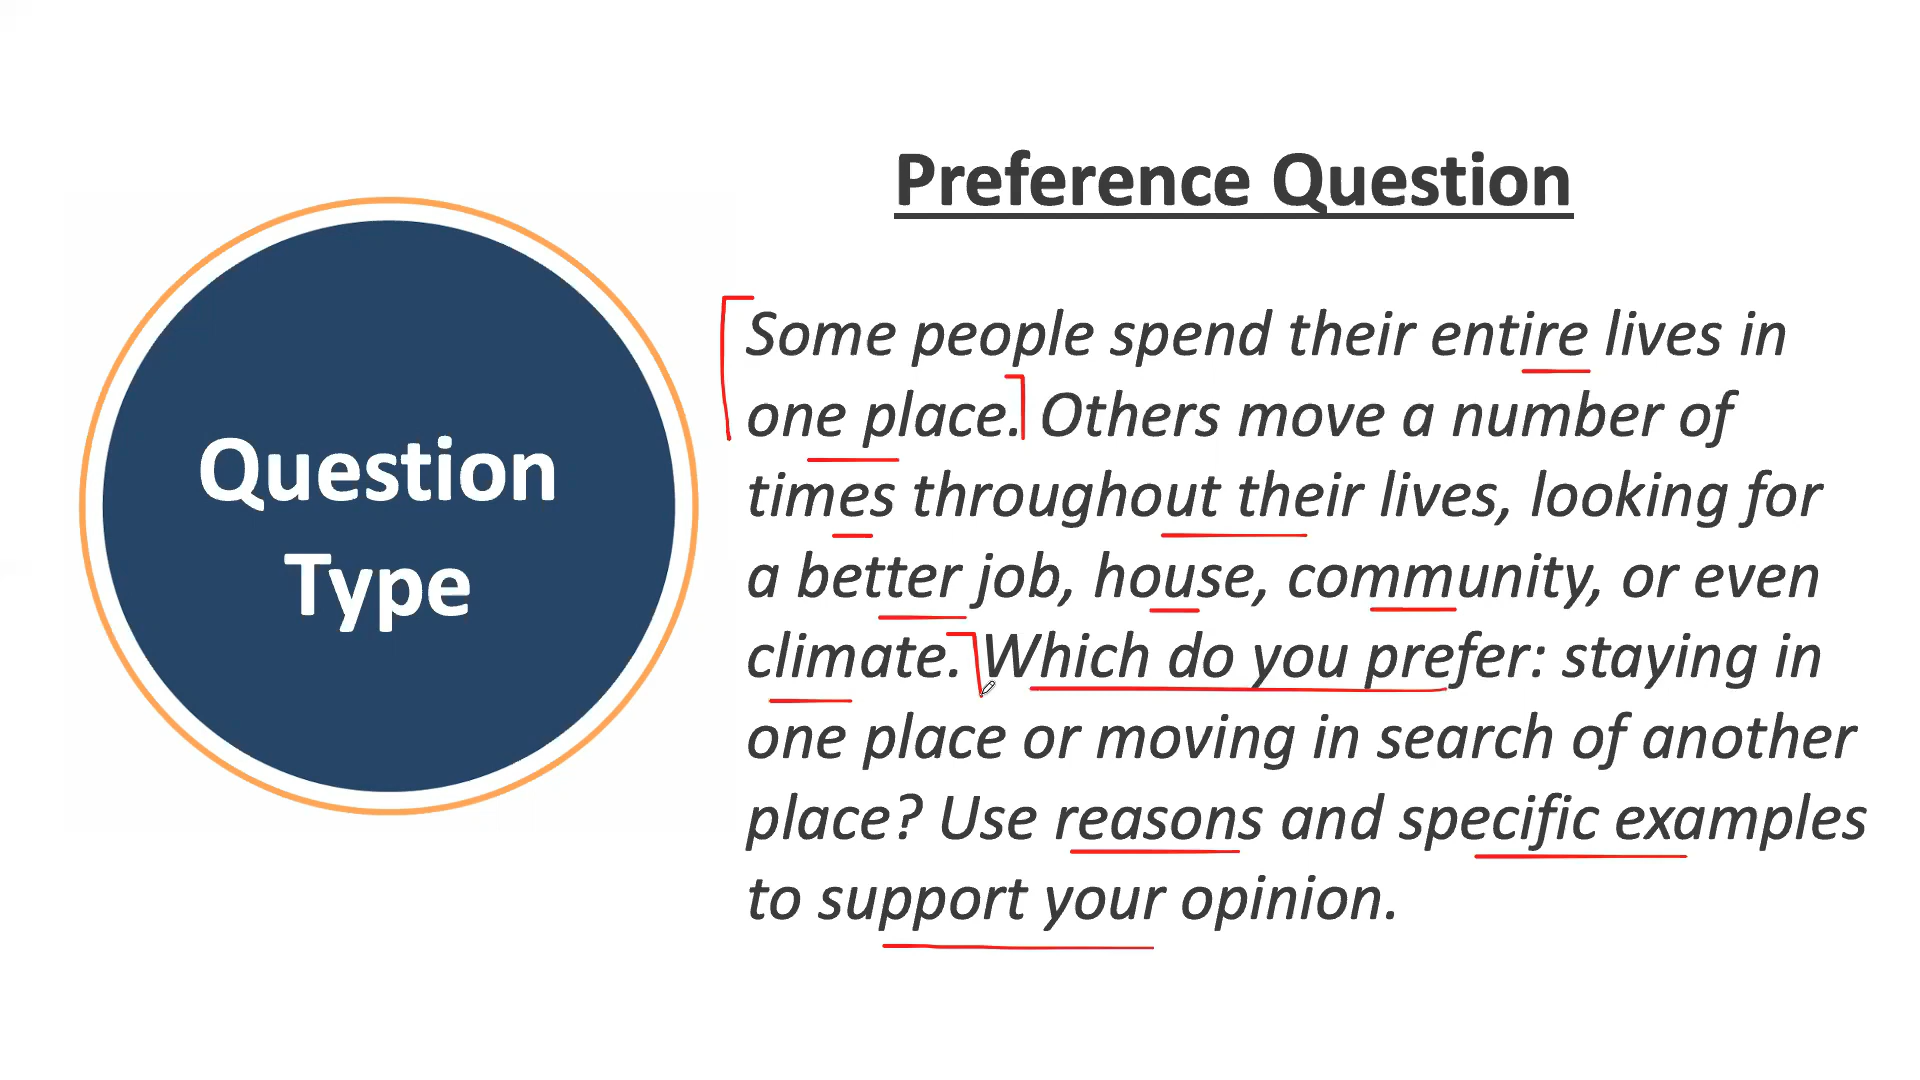 Question
Type
Preference Question
Some people spend their entire lives in
one place. Others move a number of
times throughout their lives, looking for
a better job, house, community, or even
climate. Which do you prefer: staying in
one place or moving in search of another
place? Use reasons and specific examples
to support your opinion.